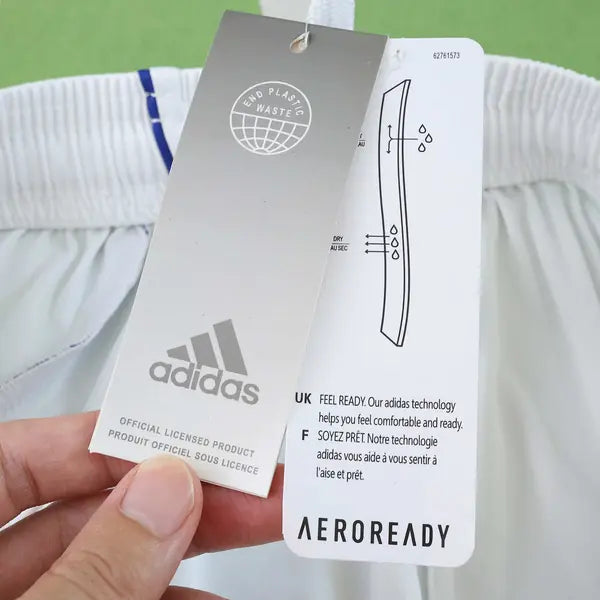 END PLASTIC
WASTE
adidas
OFFICIAL LICENSED PRODUCT
PRODUIT OFFICIEL SOUS LICENCE
62761573
DRY
AU SEC
UK FEEL READY. Our adidas technology
helps you feel comfortable and ready.
F SOYEZ PRÊT. Notre technologie
adidas vous aide à vous sentir à
l'aise et prêt.
AEROREADY